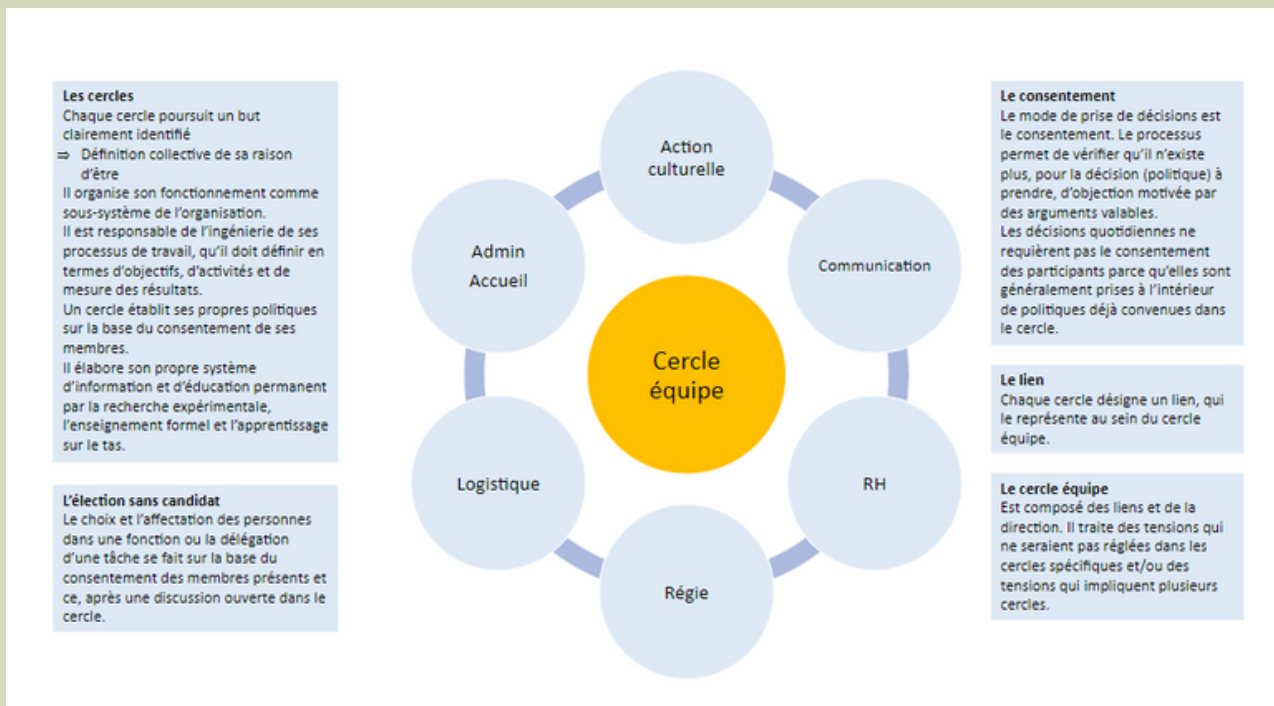 Les cercles
Chaque cercle poursuit un but
clairement identifié
⇒ Définition collective de sa raison
d'être
Il organise son fonctionnement comme
sous-système de l'organisation.
Il est responsable de l'ingénierie de ses
processus de travail, qu'il doit définir en
termes d'objectifs, d'activités et de
mesure des résultats.
Un cercle établit ses propres politiques
sur la base du consentement de ses
membres.
Il élabore son propre système
d'information et d'éducation permanent
par la recherche expérimentale,
l'enseignement formel et l'apprentissage
sur le tas.
L'élection sans candidat
Le choix et l'affectation des personnes
dans une fonction ou la délégation
d'une tâche se fait sur la base du
consentement des membres présents et
ce, après une discussion ouverte dans le
cercle.
Action
culturelle
Communication
RH
Régie
Logistique
Admin
Accueil
Cercle
équipe
Le consentement
Le mode de prise de décisions est
le consentement. Le processus
permet de vérifier qu'il n'existe
plus, pour la décision (politique) à
prendre, d'objection motivée par
des arguments valables.
Les décisions quotidiennes ne
requièrent pas le consentement
des participants parce qu'elles sont
généralement prises à l'intérieur
de politiques déjà convenues dans
le cercle.
Le lien
Chaque cercle désigne un lien, qui
le représente au sein du cercle
équipe.
Le cercle équipe
Est composé des liens et de la
direction. Il traite des tensions qui
ne seraient pas réglées dans les
cercles spécifiques et/ou des
tensions qui impliquent plusieurs
cercles.